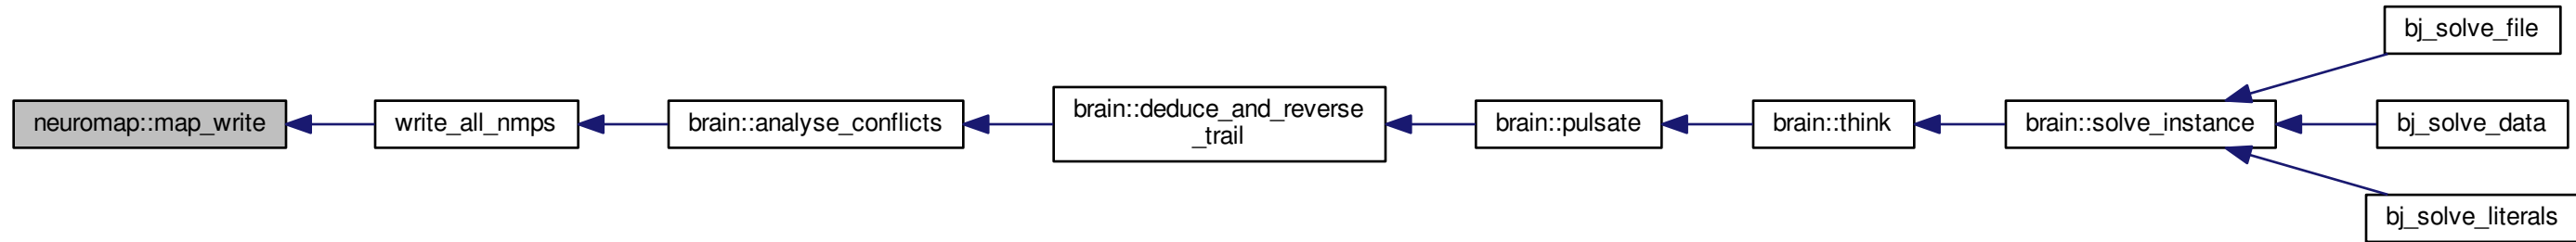 neuromap::map_write
write_all_nmps
brain::analyse_conflicts
brain::deduce_and_reverse
_trail
brain::pulsate
brain::think
brain::solve_instance
bj_solve_file
bj_solve_data
bj_solve_literals